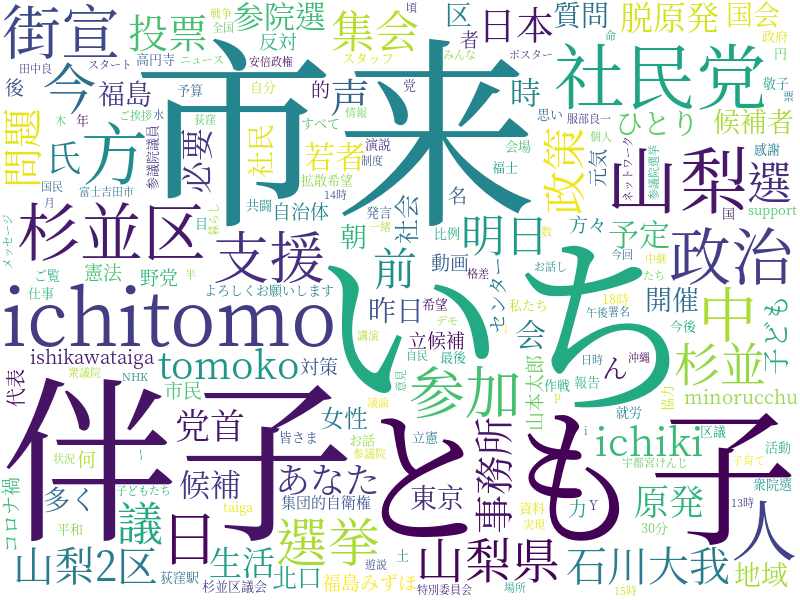 街宣
投票
戦争
全国
参院選
反対
集会
頃
命
みんな
ポスター
区
者
日本
質問
脱原発
国会
政府
円
田中良
スタート
高円寺
ニュース
安倍政権
スタッフ
自分
後
今
福島
的
声
時
思い
服部良一
党
票
敬子
社民党
問題
方
市来
木
年
ご挨拶
水
予算
荻窪
すべて
情報
演説
会場
ひとり
候補者
個人
感謝
氏
必要
社民
若者
制度
拡散希望
福士
政策
元気
ネットワーク
参議院選挙
山梨
選
参議院議員
国民
月
富士吉田市
14時
共闘
自治体
発言
一緒
名
比例
方々
数
国
support
杉並区
日
暮らし
支援
朝
社会
明日
予定
政治
メッセージ
ご覧
憲法
野党
半
仕事
よろしくお願いします
前
動画
格差
お話し
今回
中継
たち
ichitomo
いち
昨日
希望
デモ
センター
私たち
18時
午後署名
開催
今後
中
子ども
講演
立候補
会
ishikawataiga
tomoko
対策
自民
最後
意見
ん
山本太郎
日時
沖縄
作戦
報告
杉並
協力
p
代表
衆議院
NHK
市民
参加
就労
minorucchu
伴子
とも子
党首
女性
議論
皆さま
お話
参議院
立憲
事務所
ichiki
i
区議
活動
コロナ禍
状況
何
候補
あなた
宇都宮けんじ
子育て
衆院選
多く
子どもたち
議
日
集団的自衛権
東京
力
Y
資料
実現
原発
13時
人
平和
taiga
選挙
山梨県
30分
山梨2区
荻窪駅
生活
北口
遊説
土
石川大我
地域
杉並区議会
福島みずほ
特別委員会
場所
15時